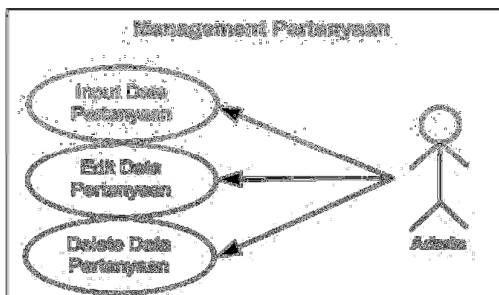 Management Pertanyaan
Input Data
Pertanyaan
Edit Data
Pertanyaan
Delete Data
Pertanyaan
Admin